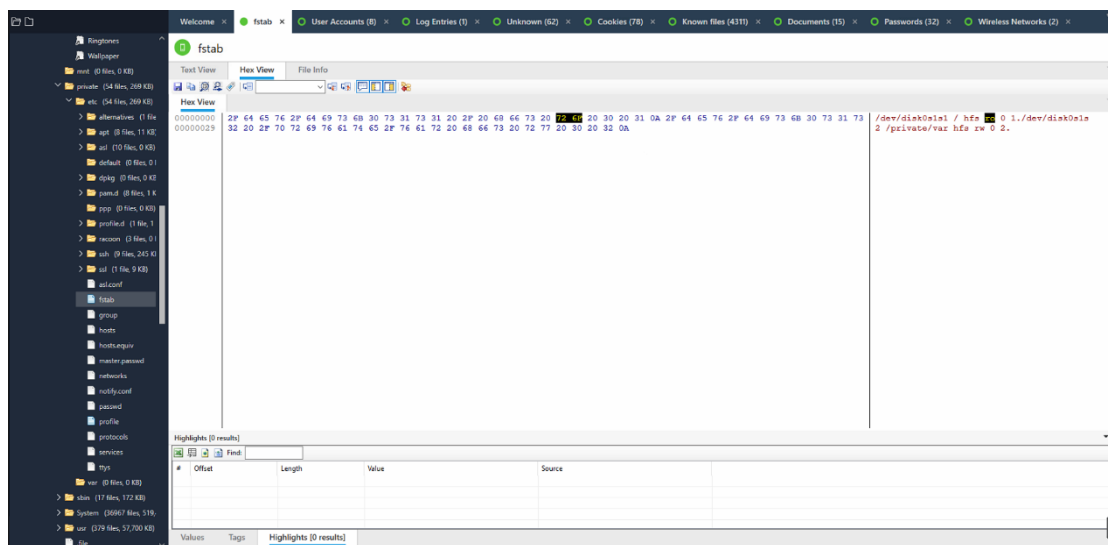 Welcome × fstab × User Accounts (8) × Log Entries (1) × Unknown (62) × Cookies (78) × Known files (4311) × Documents (15) × Passwords (32) × Wireless Networks (2) ×
Ringtones
Wallpaper
mnt (0 files, 0 KB)
private (54 files, 269 KB)
etc (54 files, 269 KB)
alternatives (1 file
apt (8 files, 11 KB)
asl (10 files, 0 KB)
default (0 files, 0 l
dpkg (0 files, 0 KB
pam.d (8 files, 1 K
ppp (0 files, 0 KB)
profile.d (1 file, 1
racoon (3 files, 0 l
ssh (9 files, 245 KI
ssl (1 file, 9 KB)
asl.conf
fstab
group
hosts
hosts.equiv
master.passwd
networks
notify.conf
passwd
profile
protocols
services
ttys
var (0 files, 0 KB)
sbin (17 files, 172 KB)
System (36967 files, 519,
usr (379 files, 57,700 KB)
.file
fstab
Text View Hex View File Info
Hex View
00000000 2F 64 65 76 2F 64 69 73 6B 30 73 31 73 31 20 2F 20 68 66 73 20 72 6F 20 30 20 31 0A 2F 64 65 76 2F 64 69 73 6B 30 73 31 73 /dev/disk0s1s1 / hfs ro 0 1./dev/disk0s1s
00000029 32 20 2F 70 72 69 76 61 74 65 2F 76 61 72 20 68 66 73 20 72 77 20 30 20 32 0A 2 /private/var hfs rw 0 2.
Highlights [0 results]
Find:
# Offset Length Value Source
Values Tags Highlights [0 results]